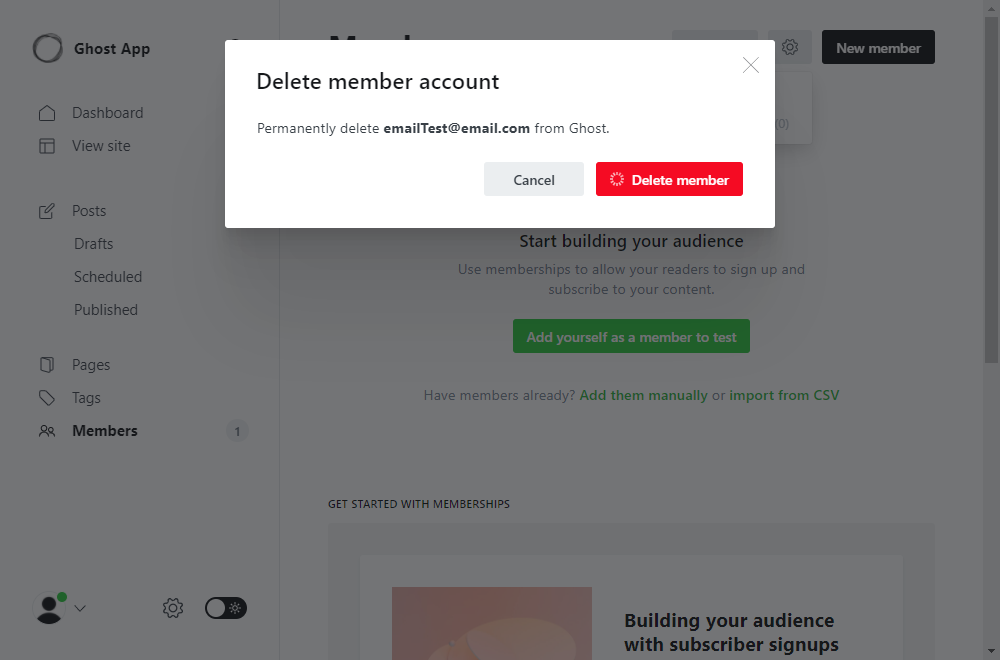 Ghost App
New member
Delete member account
Permanently delete emailTest@email.com from Ghost.
Cancel
Delete member
(0)
Dashboard
View site
Posts
Drafts
Scheduled
Published
Pages
Tags
Members
1
Start building your audience
Use memberships to allow your readers to sign up and
subscribe to your content.
Add yourself as a member to test
Have members already? Add them manually or import from CSV
GET STARTED WITH MEMBERSHIPS
Building your audience
with subscriber signups